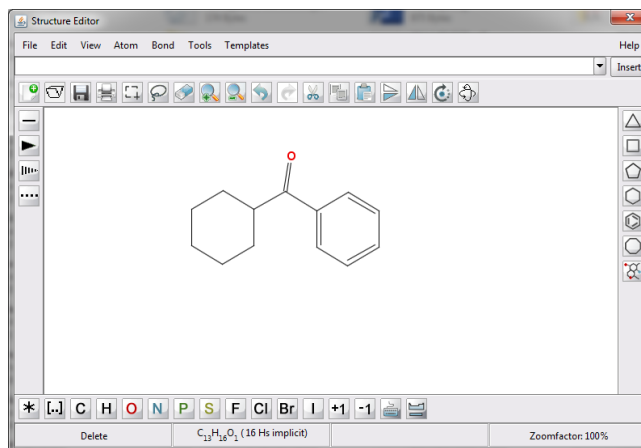 Structure Editor
File Edit View Atom Bond Tools Templates Help
Insert
O
* [..] C H O N P S F Cl Br I +1 -1
Delete C₁₃H₁₆O₁ (16 Hs implicit) Zoomfactor: 100%